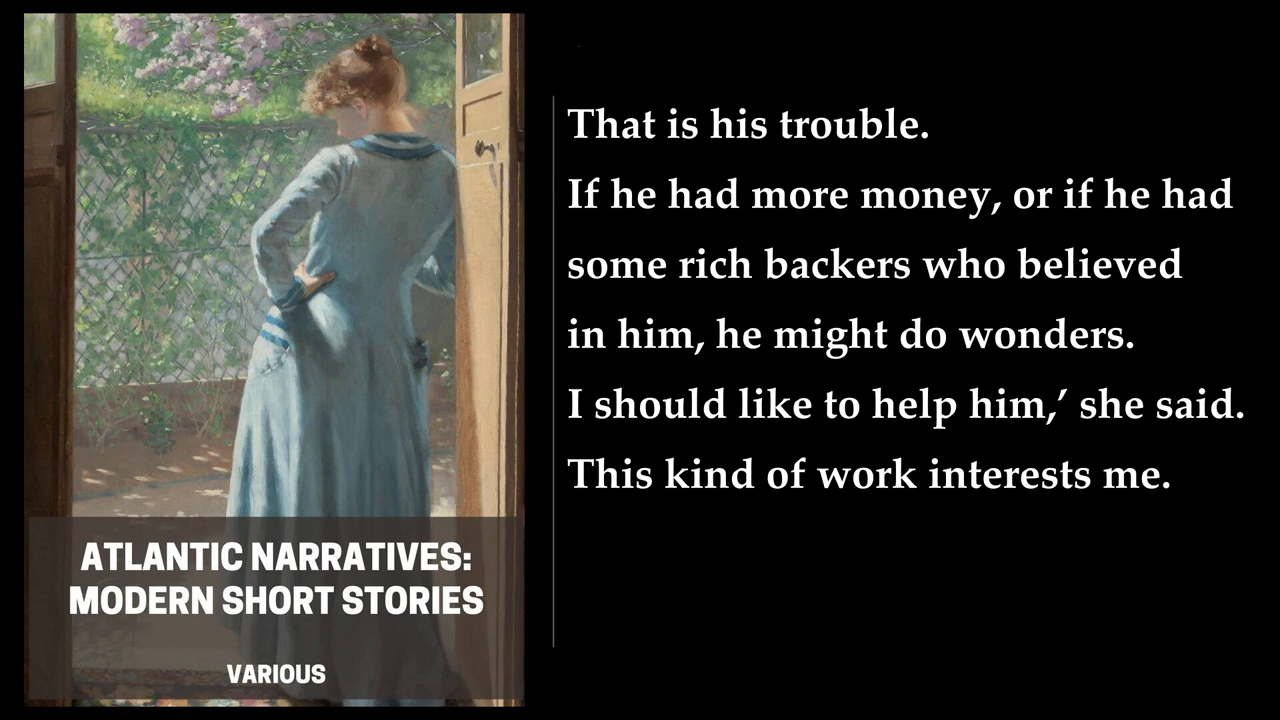 That is his trouble.
If he had more money, or if he had
some rich backers who believed
in him, he might do wonders.
I should like to help him,’ she said.
This kind of work interests me.
ATLANTIC NARRATIVES:
MODERN SHORT STORIES
VARIOUS